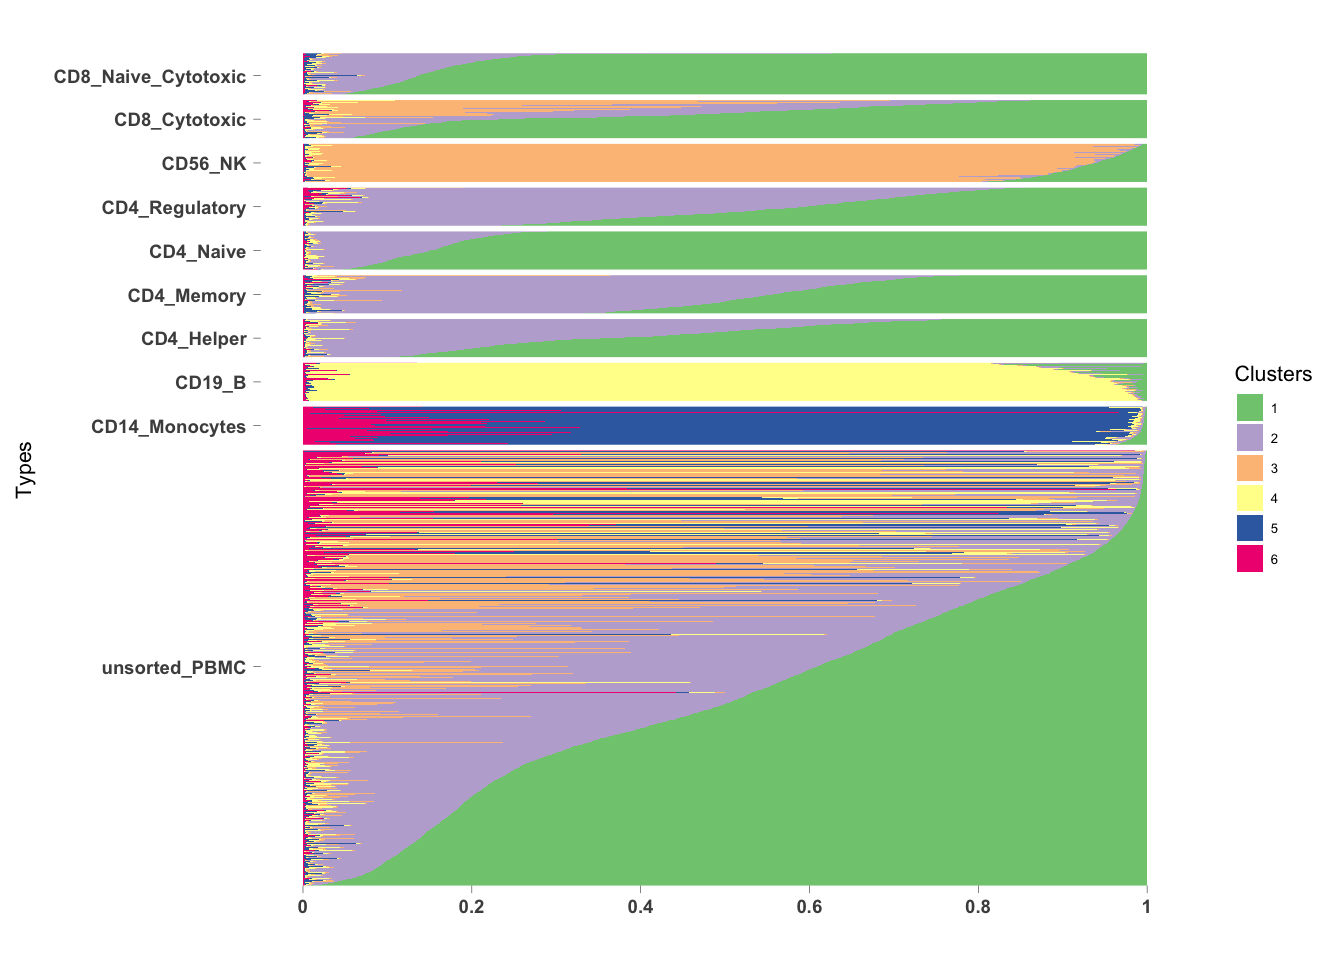 CD8_Naive_Cytotoxic
CD8_Cytotoxic
CD56_NK
CD4_Regulatory
CD4_Naive
CD4_Memory
CD4_Helper
CD19_B
CD14_Monocytes
unsorted_PBMC
Types
0 0.2 0.4 0.6 0.8 1
Clusters
1
2
3
4
5
6